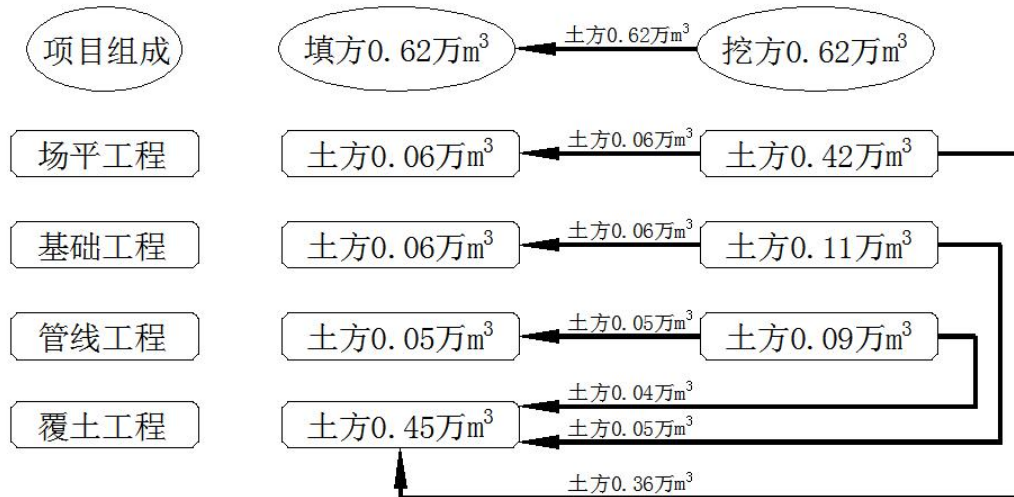 项目组成 填方0.62万m³ 土方0.62万m³ 挖方0.62万m³
场平工程 土方0.06万m³ 土方0.06万m³ 土方0.42万m³
基础工程 土方0.06万m³ 土方0.06万m³ 土方0.11万m³
管线工程 土方0.05万m³ 土方0.05万m³ 土方0.09万m³
土方0.04万m³
覆土工程 土方0.45万m³ 土方0.05万m³
土方0.36万m³